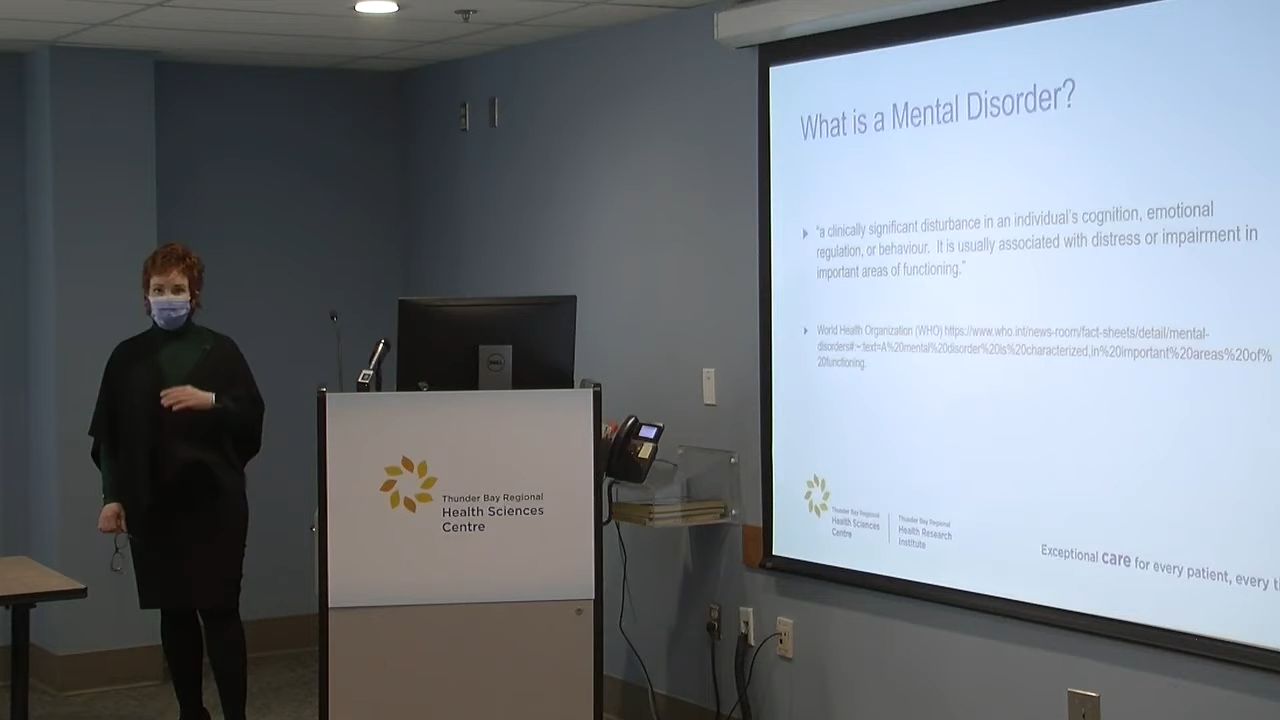 What is a Mental Disorder?
"a clinically significant disturbance in an individual's cognition, emotional
regulation, or behaviour. It is usually associated with distress or impairment in
important areas of functioning."
World Health Organization (WHO) https://www.who.int/news-room/fact-sheets/detail/mental-
disorders#:~:text=A%20mental%20disorder%20is%20characterized,in%20important%20areas%20of%
20functioning.
Thunder Bay Regional
Health Sciences
Centre
Thunder Bay Regional
Health Research
Institute
Exceptional care for every patient, every
DELL
Thunder Bay Regional
Health Sciences
Centre